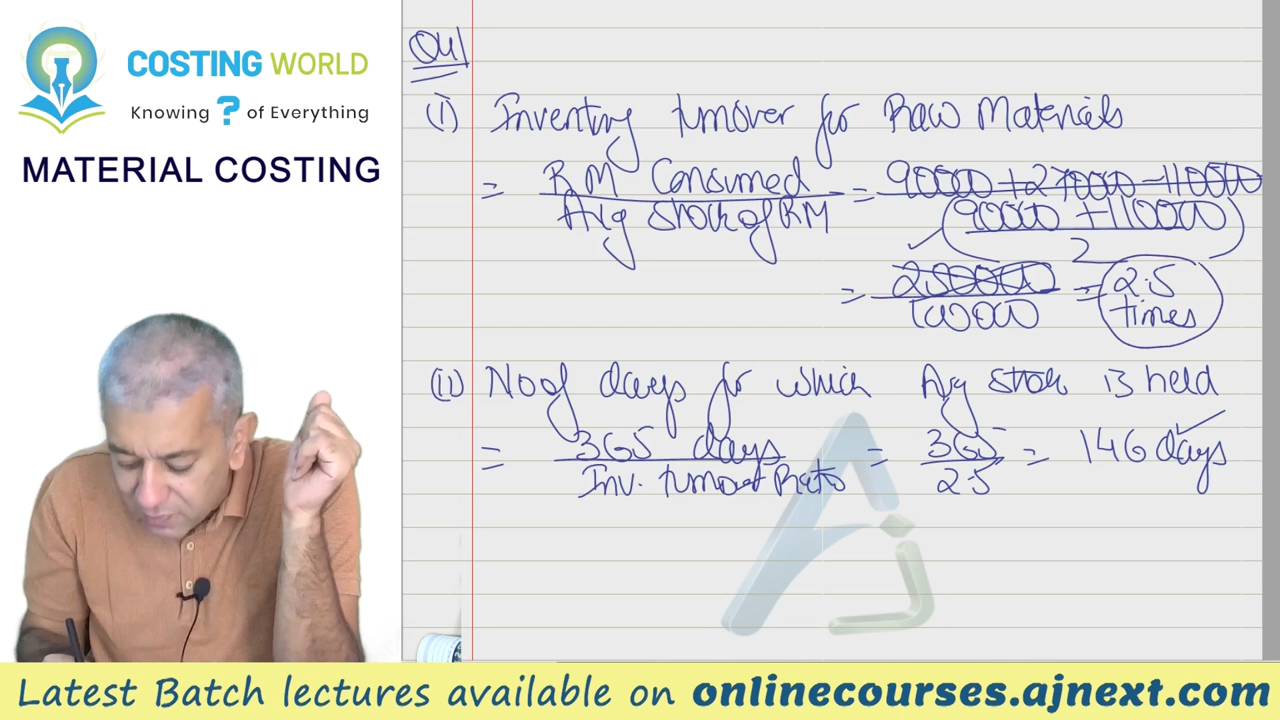 COSTING WORLD
Knowing ? of Everything
MATERIAL COSTING
Q41
(i) Inventory turnover for Raw Materials
= RM Consumed / Avg stock of RM = 90000 + 270000 - 110000 / 90000 + 110000 / 2
= 250000 / 100000 = 2.5 times
(ii) No of days for which Avg stock is held
= 365 days / Inv. turnover Ratio = 365 / 2.5 = 146 days
Latest Batch lectures available on onlinecourses.ajnext.com